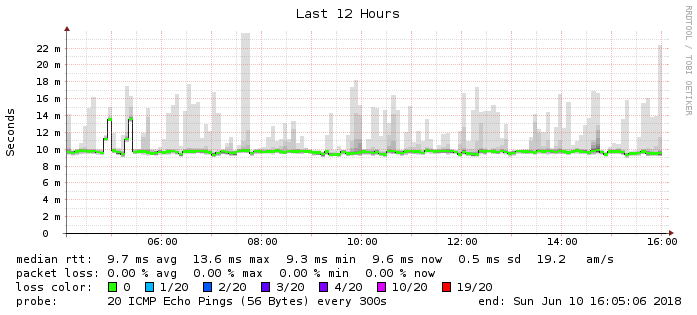 Last 12 Hours
RRDTOOL / TOBI OETIKER
Seconds
22 m
20 m
18 m
16 m
14 m
12 m
10 m
8 m
6 m
4 m
2 m
0
06:00 08:00 10:00 12:00 14:00 16:00
median rtt: 9.7 ms avg 13.6 ms max 9.3 ms min 9.6 ms now 0.5 ms sd 19.2 am/s
packet loss: 0.00 % avg 0.00 % max 0.00 % min 0.00 % now
loss color: 0 1/20 2/20 3/20 4/20 10/20 19/20
probe: 20 ICMP Echo Pings (56 Bytes) every 300s end: Sun Jun 10 16:05:06 2018